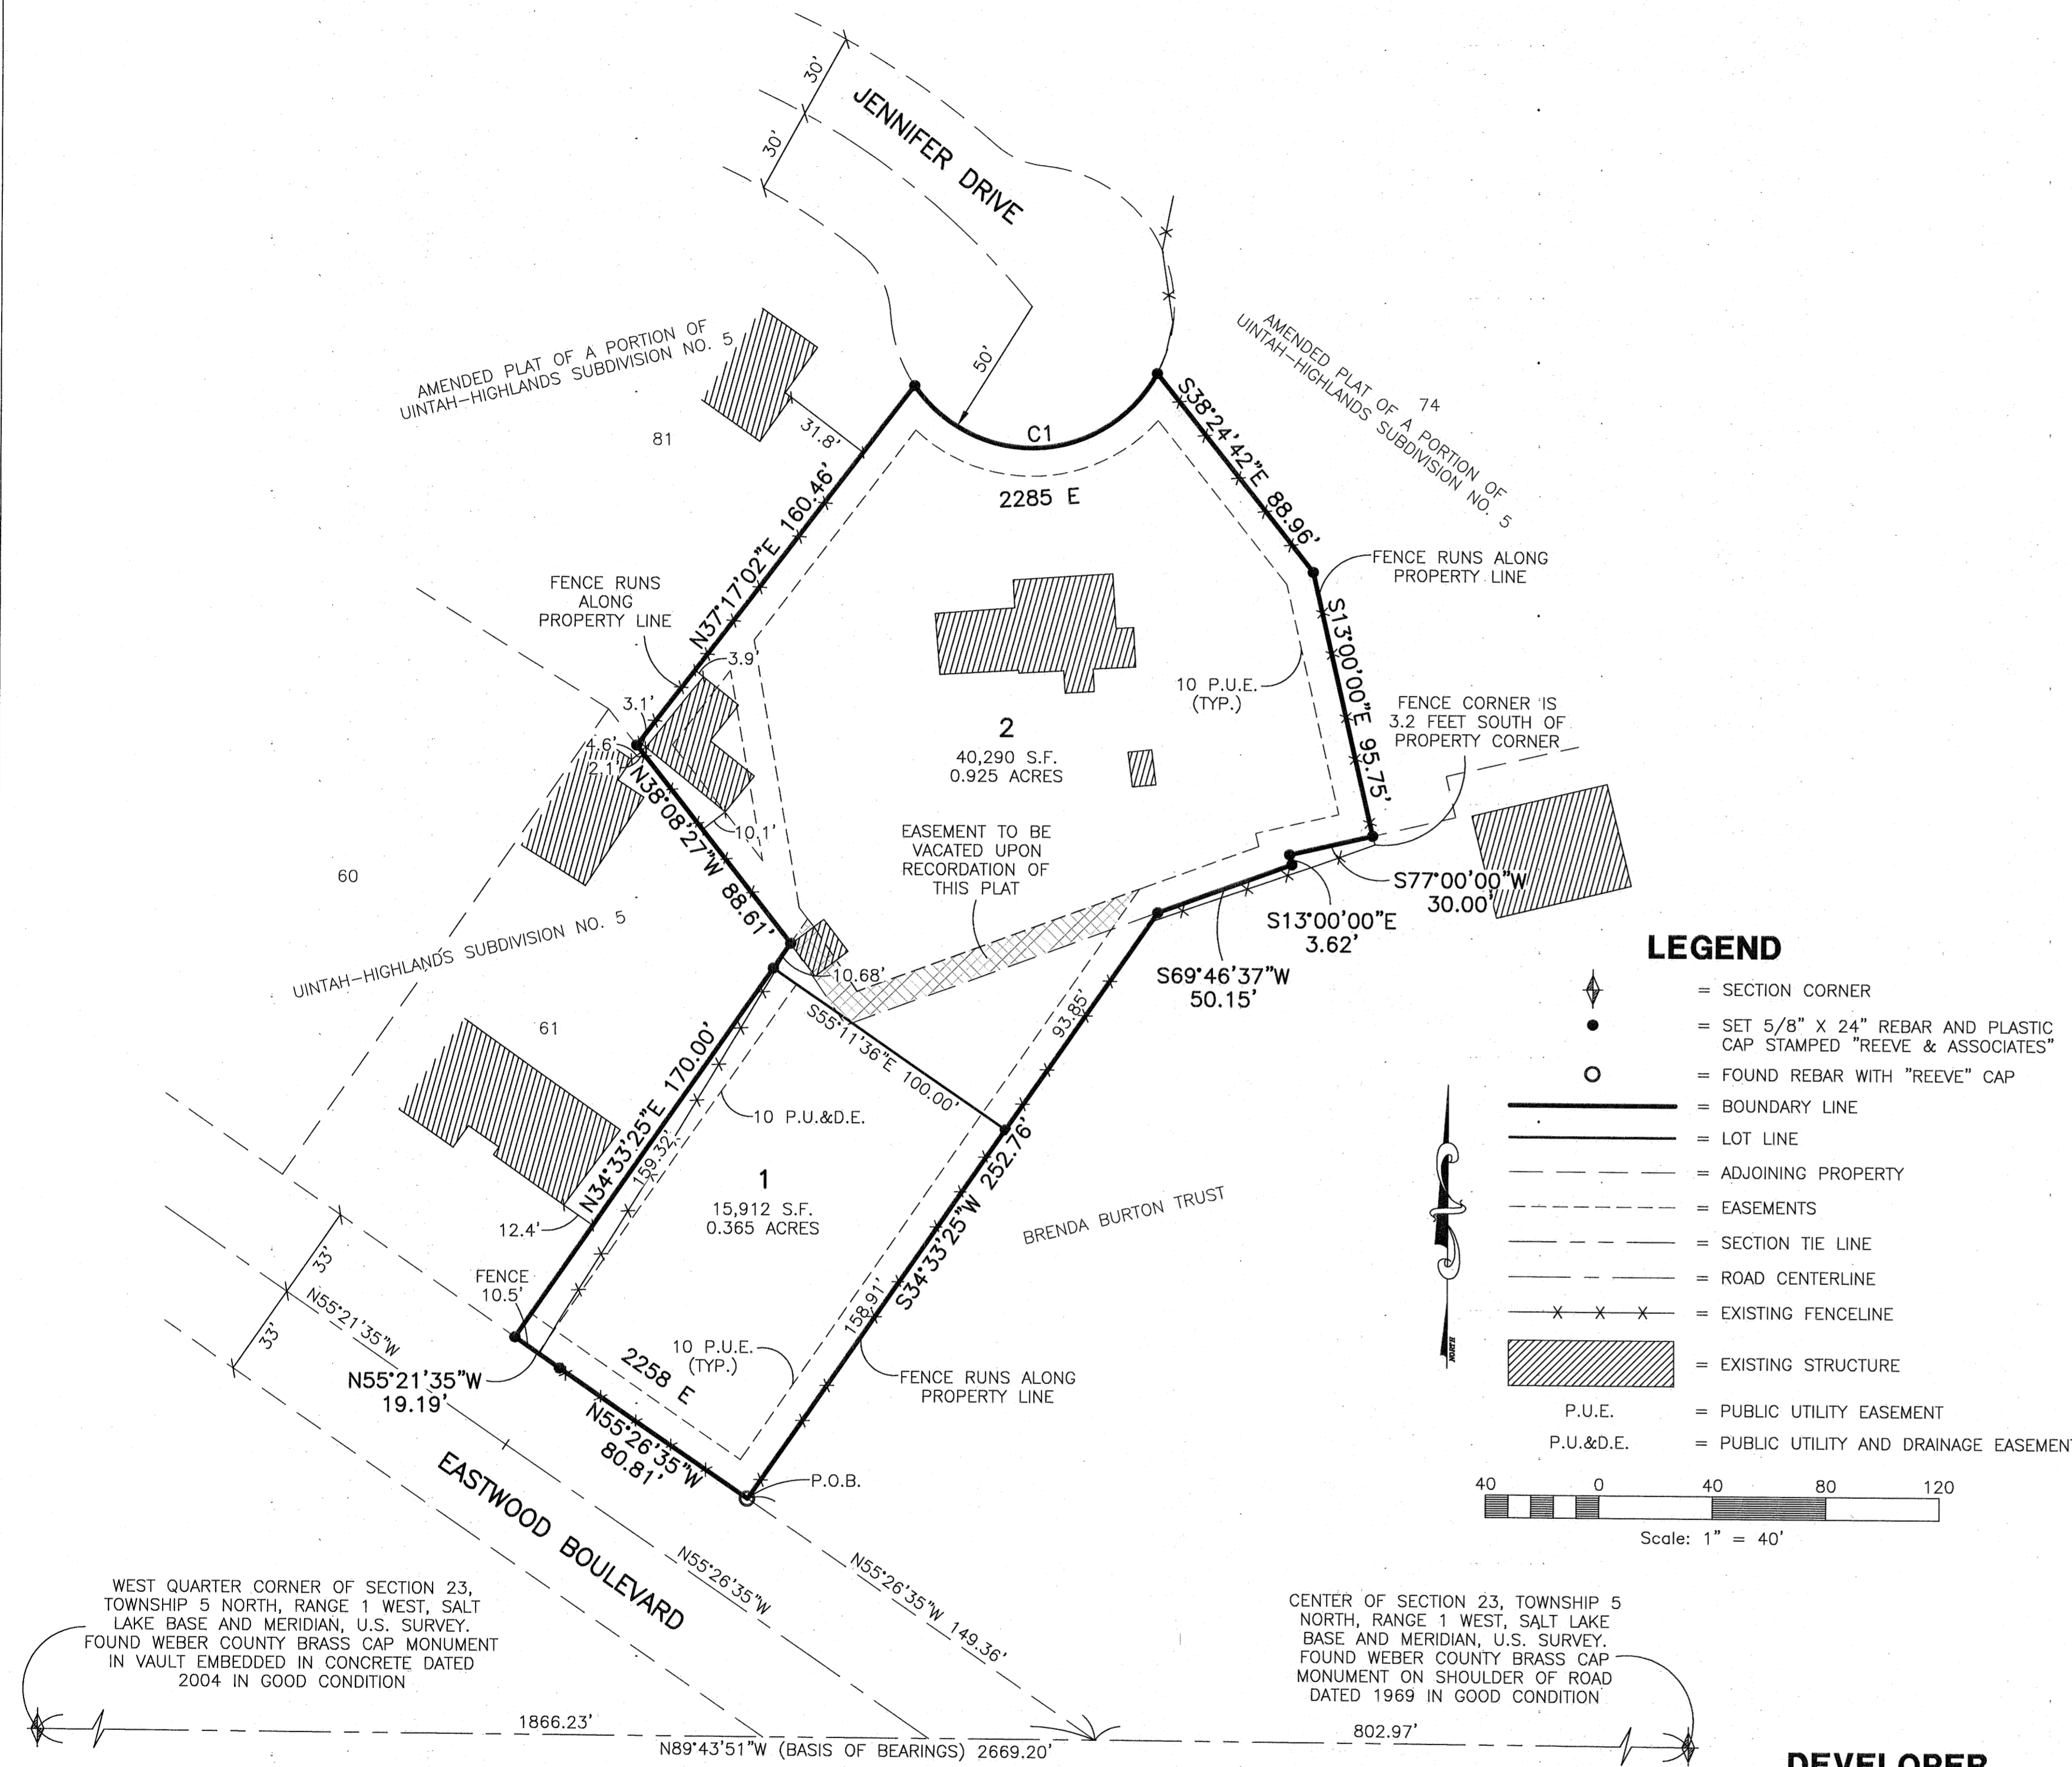 30'
30'
JENNIFER DRIVE
50'
AMENDED PLAT OF A PORTION OF
UINTAH-HIGHLANDS SUBDIVISION NO. 5
81
31.8'
C1
2285 E
AMENDED PLAT OF A PORTION OF
UINTAH-HIGHLANDS SUBDIVISION NO. 5
74
S38°24'42"E 88.96'
N37°17'02"E 160.46'
FENCE RUNS
ALONG
PROPERTY LINE
FENCE RUNS ALONG
PROPERTY LINE
S13°00'00"E 95.75'
3.9'
3.1'
4.6'
2.1'
10 P.U.E.
(TYP.)
FENCE CORNER IS
3.2 FEET SOUTH OF
PROPERTY CORNER
2
40,290 S.F.
0.925 ACRES
N38°08'27"W 88.61'
10.1'
EASEMENT TO BE
VACATED UPON
RECORDATION OF
THIS PLAT
60
UINTAH-HIGHLANDS SUBDIVISION NO. 5
S77°00'00"W
30.00'
S13°00'00"E
3.62'
S69°46'37"W
50.15'
10.68'
S55°11'36"E 100.00'
93.85'
61
N34°33'25"E 170.00'
159.32'
10 P.U.&D.E.
1
15,912 S.F.
0.365 ACRES
S34°33'25"W 252.76'
158.91'
BRENDA BURTON TRUST
12.4'
33'
33'
FENCE
10.5'
N55°21'35"W
N55°21'35"W
19.19'
2258 E
10 P.U.E.
(TYP.)
FENCE RUNS ALONG
PROPERTY LINE
N55°26'35"W
80.81'
P.O.B.
EASTWOOD BOULEVARD
N55°26'35"W
N55°26'35"W 149.36'
LEGEND
= SECTION CORNER
= SET 5/8" X 24" REBAR AND PLASTIC
CAP STAMPED "REEVE & ASSOCIATES"
= FOUND REBAR WITH "REEVE" CAP
= BOUNDARY LINE
= LOT LINE
= ADJOINING PROPERTY
= EASEMENTS
= SECTION TIE LINE
= ROAD CENTERLINE
= EXISTING FENCELINE
= EXISTING STRUCTURE
P.U.E. = PUBLIC UTILITY EASEMENT
P.U.&D.E. = PUBLIC UTILITY AND DRAINAGE EASEMENT
40 0 40 80 120
Scale: 1" = 40'
WEST QUARTER CORNER OF SECTION 23,
TOWNSHIP 5 NORTH, RANGE 1 WEST, SALT
LAKE BASE AND MERIDIAN, U.S. SURVEY.
FOUND WEBER COUNTY BRASS CAP MONUMENT
IN VAULT EMBEDDED IN CONCRETE DATED
2004 IN GOOD CONDITION
CENTER OF SECTION 23, TOWNSHIP 5
NORTH, RANGE 1 WEST, SALT LAKE
BASE AND MERIDIAN, U.S. SURVEY.
FOUND WEBER COUNTY BRASS CAP
MONUMENT ON SHOULDER OF ROAD
DATED 1969 IN GOOD CONDITION
1866.23'
802.97'
N89°43'51"W (BASIS OF BEARINGS) 2669.20'
DEVELOPER